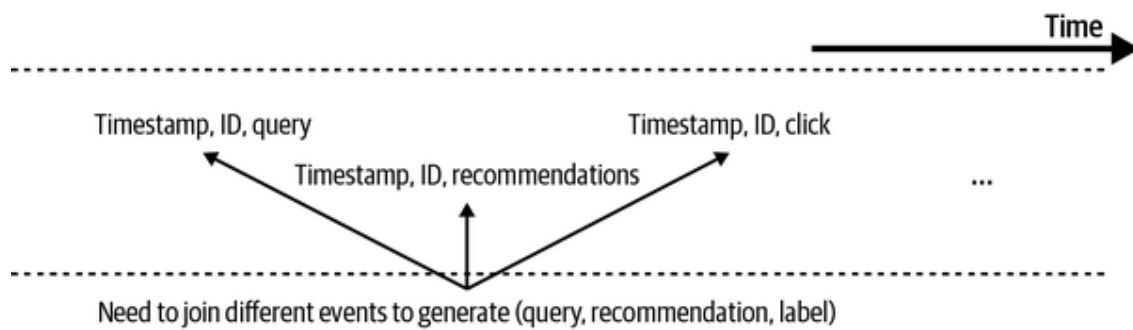 Time
Timestamp, ID, query
Timestamp, ID, click
Timestamp, ID, recommendations
...
Need to join different events to generate (query, recommendation, label)